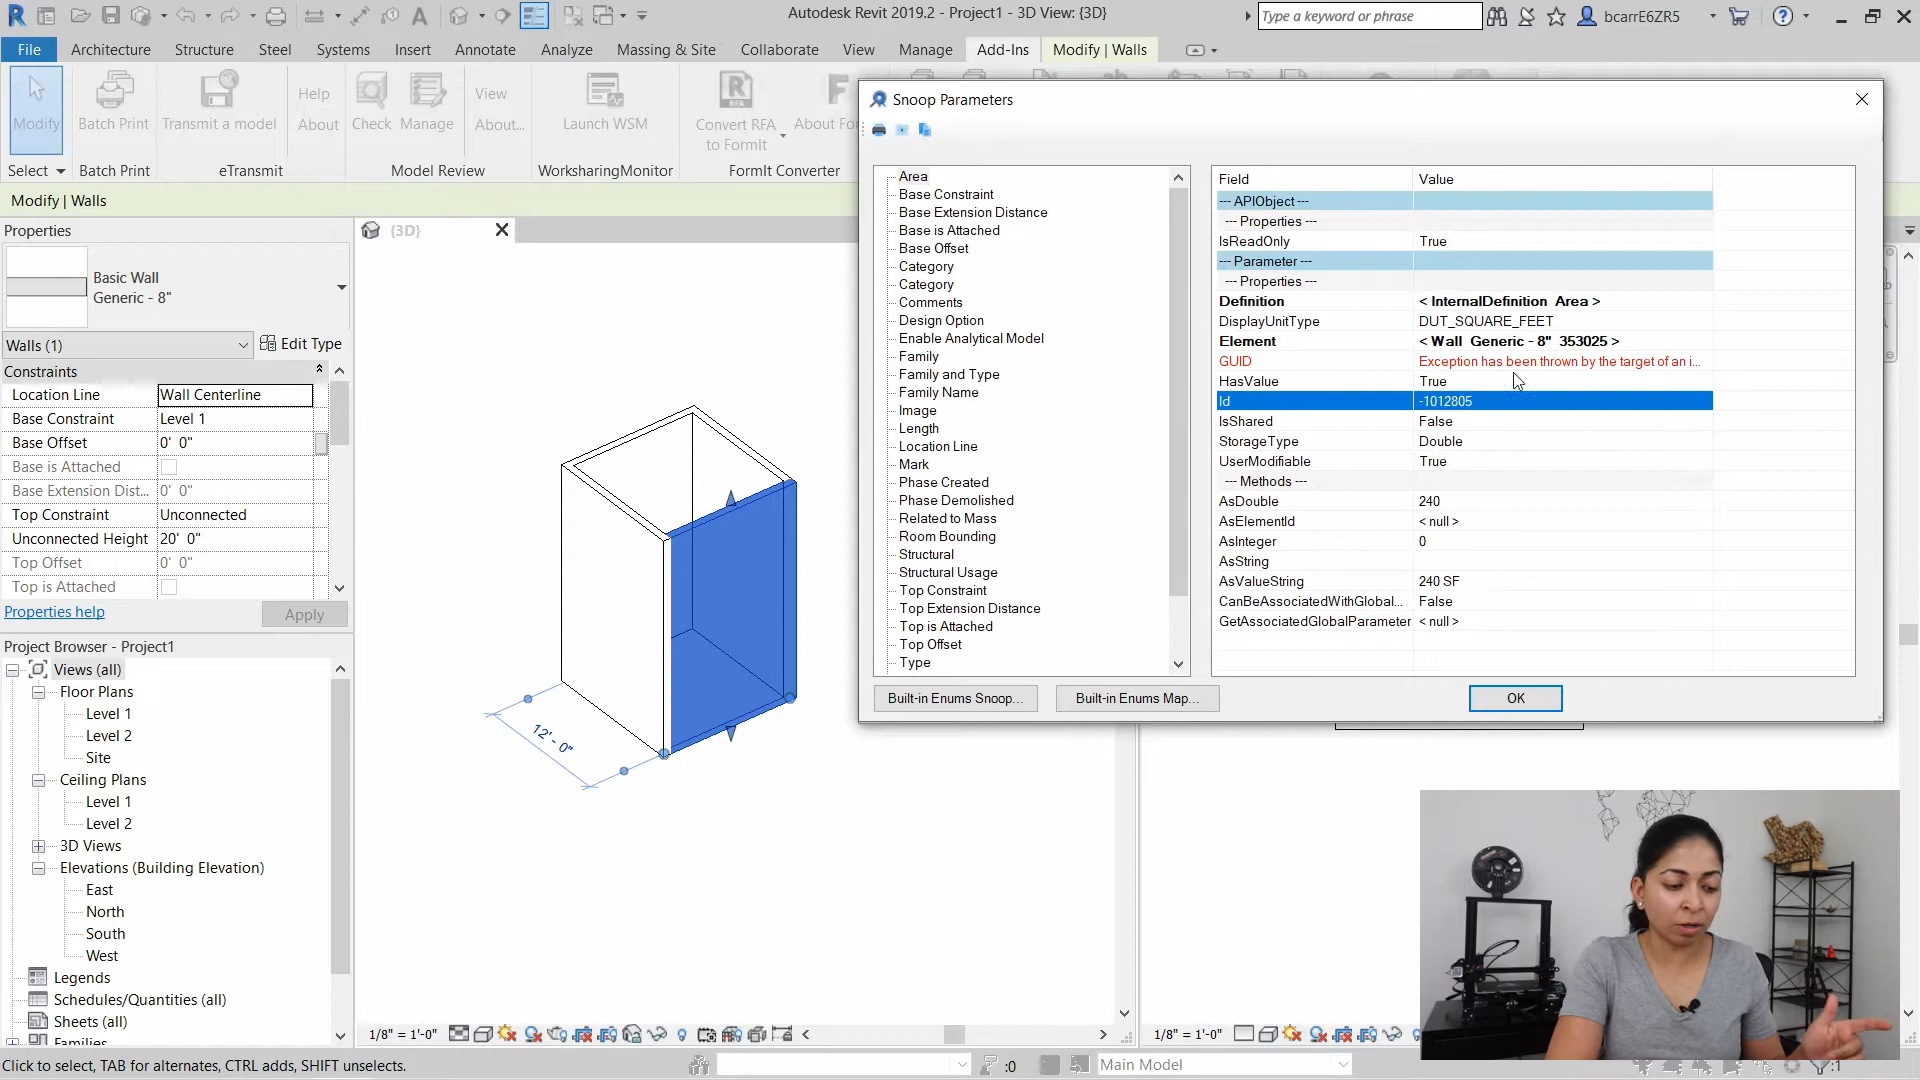 Autodesk Revit 2019.2 - Project1 - 3D View: {3D}
Type a keyword or phrase
bcarrE6ZR5
File
Architecture
Structure
Steel
Systems
Insert
Annotate
Analyze
Massing & Site
Collaborate
View
Manage
Add-Ins
Modify | Walls
Modify
Batch Print
Transmit a model
Help
About
Check
Manage
View
About...
Launch WSM
Convert RFA
to FormIt
About For
Select
Batch Print
eTransmit
Model Review
WorksharingMonitor
FormIt Converter
Modify | Walls
Properties
Basic Wall
Generic - 8"
Walls (1)
Edit Type
Constraints
Location Line Wall Centerline
Base Constraint Level 1
Base Offset 0' 0"
Base is Attached
Base Extension Dist... 0' 0"
Top Constraint Unconnected
Unconnected Height 20' 0"
Top Offset 0' 0"
Top is Attached
Properties help
Apply
Project Browser - Project1
Views (all)
Floor Plans
Level 1
Level 2
Site
Ceiling Plans
Level 1
Level 2
3D Views
Elevations (Building Elevation)
East
North
South
West
Legends
Schedules/Quantities (all)
Sheets (all)
Families
{3D}
12' - 0"
Snoop Parameters
Area
Base Constraint
Base Extension Distance
Base is Attached
Base Offset
Category
Category
Comments
Design Option
Enable Analytical Model
Family
Family and Type
Family Name
Image
Length
Location Line
Mark
Phase Created
Phase Demolished
Related to Mass
Room Bounding
Structural
Structural Usage
Top Constraint
Top Extension Distance
Top is Attached
Top Offset
Type
Field Value
--- APIObject ---
--- Properties ---
IsReadOnly True
--- Parameter ---
--- Properties ---
Definition < InternalDefinition Area >
DisplayUnitType DUT_SQUARE_FEET
Element < Wall Generic - 8" 353025 >
GUID Exception has been thrown by the target of an i...
HasValue True
Id -1012805
IsShared False
StorageType Double
UserModifiable True
--- Methods ---
AsDouble 240
AsElementId < null >
AsInteger 0
AsString
AsValueString 240 SF
CanBeAssociatedWithGlobal... False
GetAssociatedGlobalParameter < null >
Built-in Enums Snoop...
Built-in Enums Map...
OK
1/8" = 1'-0"
1/8" = 1'-0"
Click to select, TAB for alternates, CTRL adds, SHIFT unselects.
:0
Main Model
:1